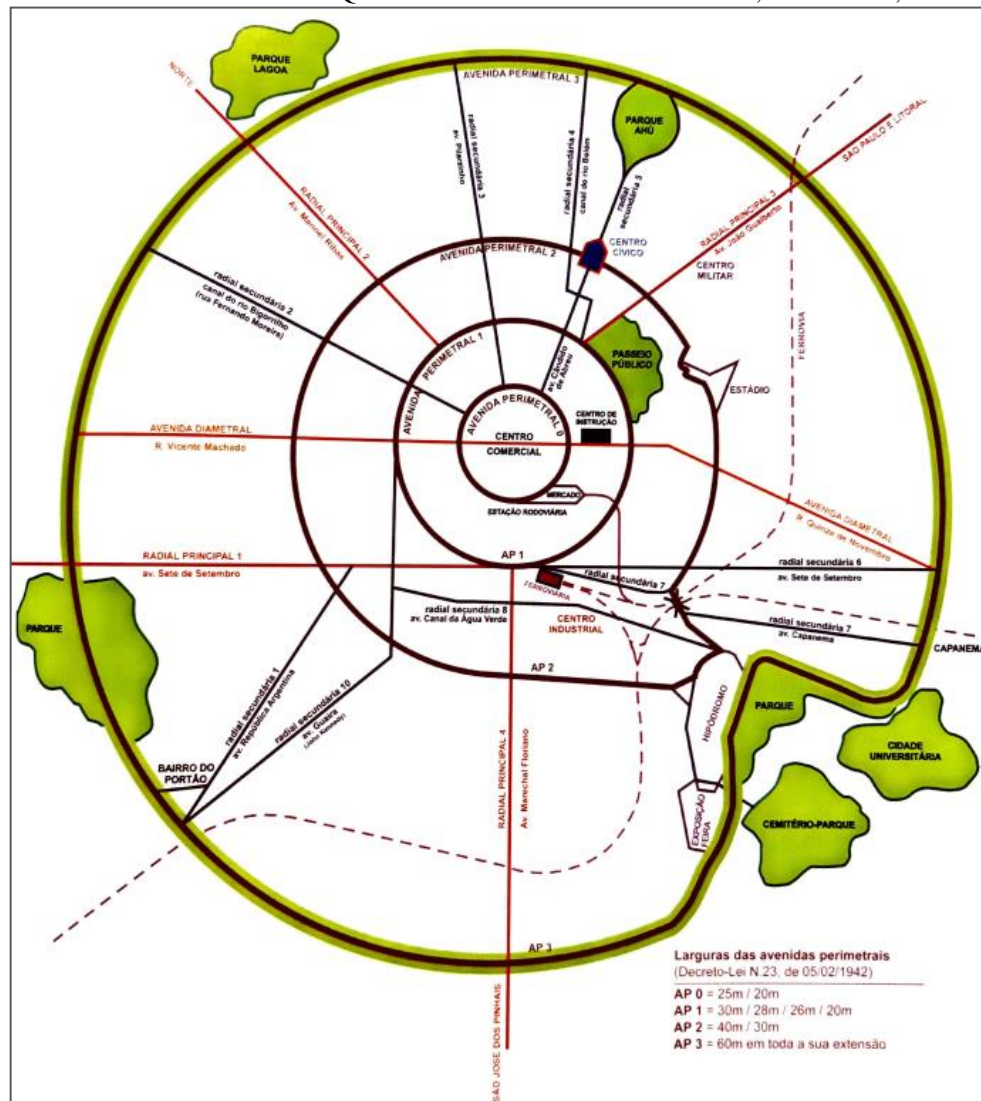 PARQUE
LAGOA
NORTE
AVENIDA PERIMETRAL 3
PARQUE
AHÚ
SÃO PAULO E LITORAL
radial secundária 3
av. Pilarzinho
radial secundária 4
canal do rio Belém
radial secundária 5
RADIAL PRINCIPAL 2
Av. Manoel Ribas
RADIAL PRINCIPAL 3
av. João Gualberto
CENTRO
CÍVICO
CENTRO
MILITAR
AVENIDA PERIMETRAL 2
radial secundária 2
canal do rio Bigorrilho
(rua Fernando Moreira)
FERROVIA
AVENIDA PERIMETRAL 1
PASSEIO
PÚBLICO
av. Cândido
de Abreu
ESTÁDIO
AVENIDA PERIMETRAL 0
CENTRO DE
INSTRUÇÃO
AVENIDA DIAMETRAL
R. Vicente Machado
CENTRO
COMERCIAL
MERCADO
ESTAÇÃO RODOVIÁRIA
AVENIDA DIAMETRAL
R. Quinze de Novembro
RADIAL PRINCIPAL 1
av. Sete de Setembro
AP 1
radial secundária 6
av. Sete de Setembro
radial secundária 7
FERROVIÁRIA
radial secundária 8
av. Canal da Água Verde
CENTRO
INDUSTRIAL
radial secundária 7
av. Capanema
CAPANEMA
PARQUE
AP 2
radial secundária 1
av. República Argentina
radial secundária 10
av. Guaíra
(John Kennedy)
HIPÓDROMO
PARQUE
CIDADE
UNIVERSITÁRIA
BAIRRO DO
PORTÃO
RADIAL PRINCIPAL 4
Av. Marechal Floriano
EXPOSIÇÃO
FEIRA
CEMITÉRIO-PARQUE
AP 3
SÃO JOSE DOS PINHAIS
Larguras das avenidas perimetrais
(Decreto-Lei N.23, de 05/02/1942)
AP 0 = 25m / 20m
AP 1 = 30m / 28m / 26m / 20m
AP 2 = 40m / 30m
AP 3 = 60m em toda a sua extensão